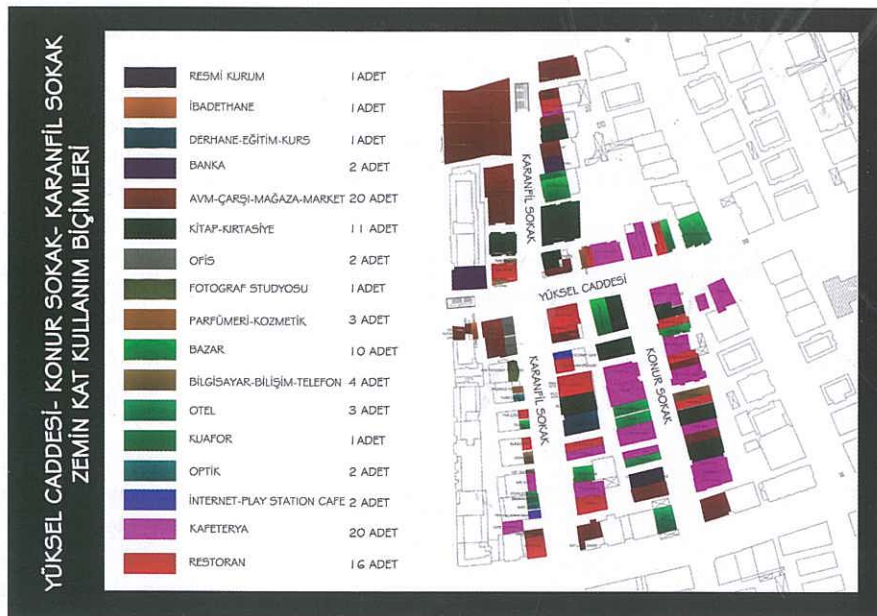 YÜKSEL CADDESİ- KONUR SOKAK- KARANFİL SOKAK
ZEMİN KAT KULLANIM BİÇİMLERİ
RESMİ KURUM 1 ADET
İBADETHANE 1 ADET
DERHANE-EĞİTİM-KURS 1 ADET
BANKA 2 ADET
AVM-ÇARŞI-MAĞAZA-MARKET 20 ADET
KİTAP-KIRTASİYE 11 ADET
OFİS 2 ADET
FOTOGRAF STUDYOSU 1 ADET
PARFÜMERİ-KOZMETİK 3 ADET
BAZAR 10 ADET
BİLGİSAYAR-BİLİŞİM-TELEFON 4 ADET
OTEL 3 ADET
KUAFOR 1 ADET
OPTİK 2 ADET
İNTERNET-PLAY STATION CAFE 2 ADET
KAFETERYA 20 ADET
RESTORAN 16 ADET
KARANFİL SOKAK
YÜKSEL CADDESİ
KARANFİL SOKAK
KONUR SOKAK